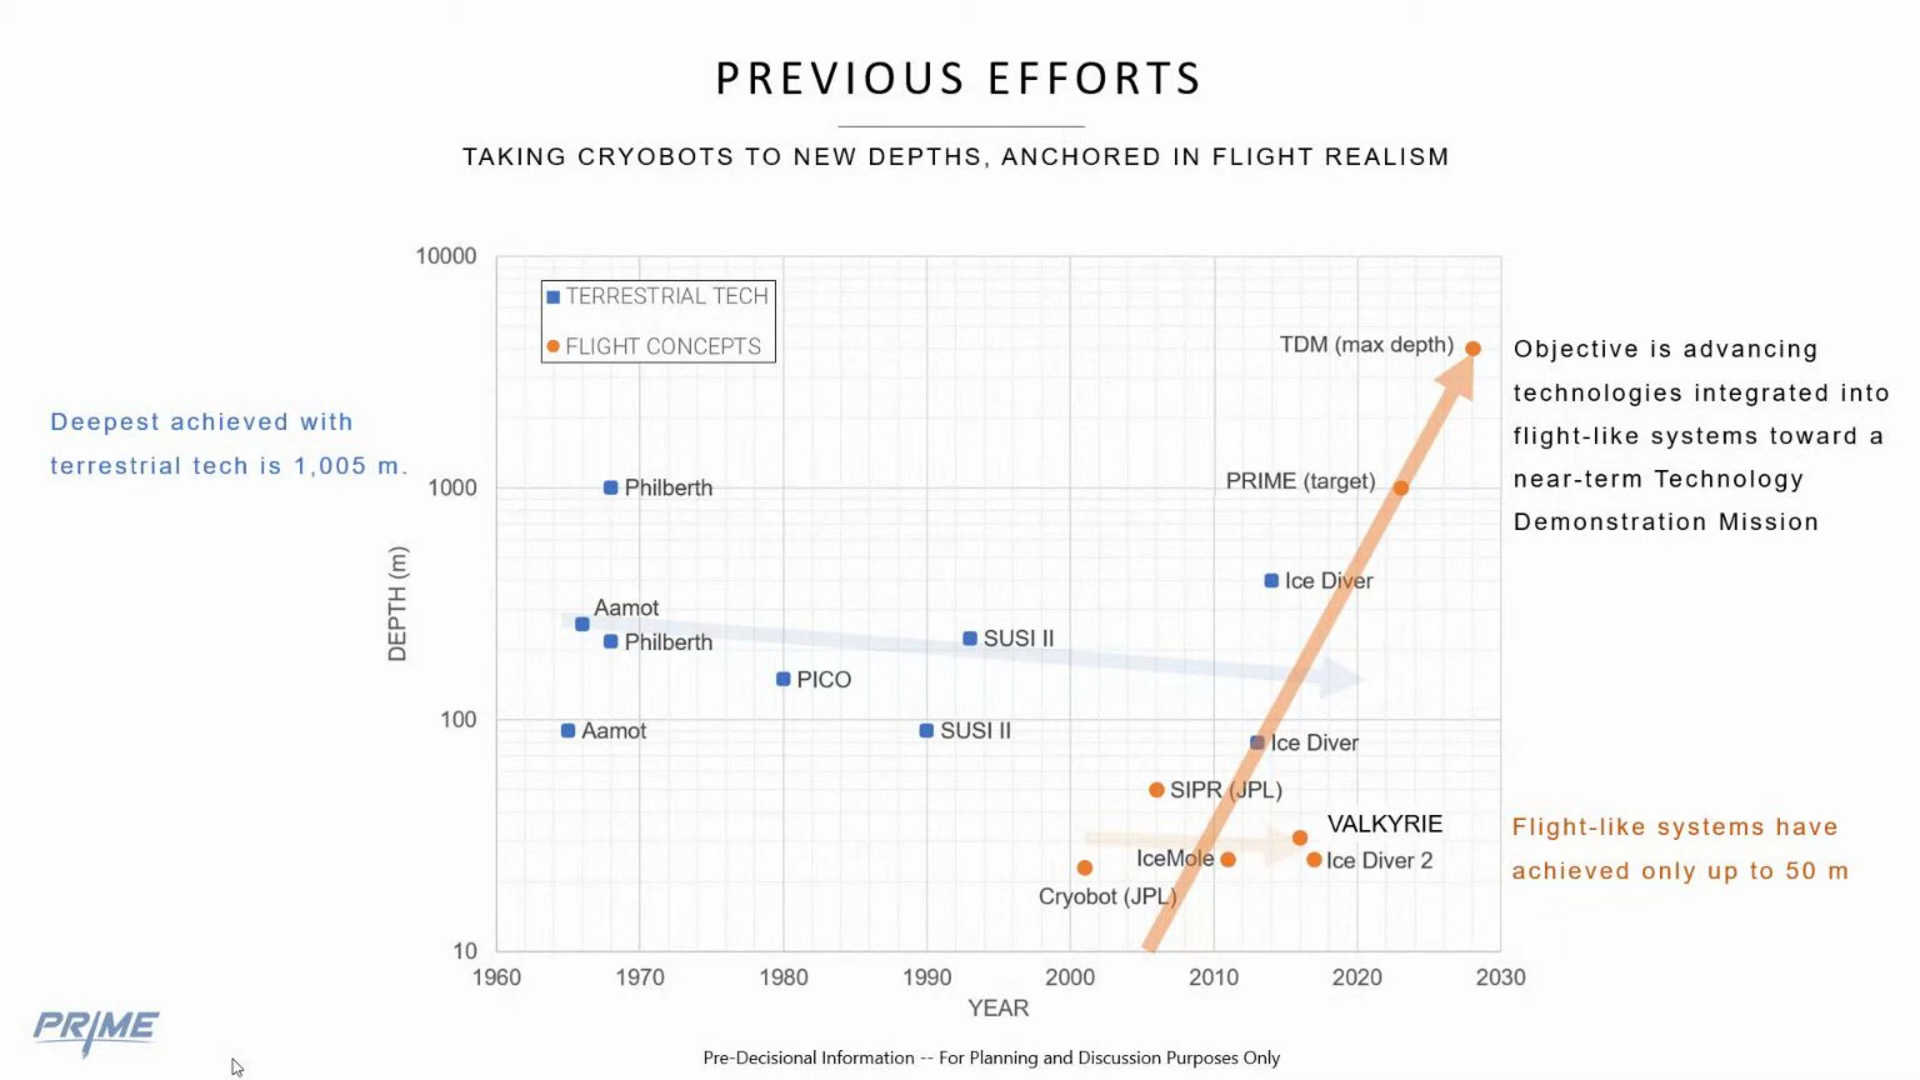 PREVIOUS EFFORTS
TAKING CRYOBOTS TO NEW DEPTHS, ANCHORED IN FLIGHT REALISM
10000
TERRESTRIAL TECH
FLIGHT CONCEPTS
TDM (max depth)
Objective is advancing
technologies integrated into
flight-like systems toward a
near-term Technology
Demonstration Mission
Deepest achieved with
terrestrial tech is 1,005 m.
1000
Philberth
PRIME (target)
DEPTH (m)
Ice Diver
Aamot
Philberth
SUSI II
PICO
100
Aamot
SUSI II
Ice Diver
SIPR (JPL)
VALKYRIE
IceMole
Ice Diver 2
Cryobot (JPL)
Flight-like systems have
achieved only up to 50 m
10
1960
1970
1980
1990
2000
2010
2020
2030
YEAR
PRIME
Pre-Decisional Information -- For Planning and Discussion Purposes Only